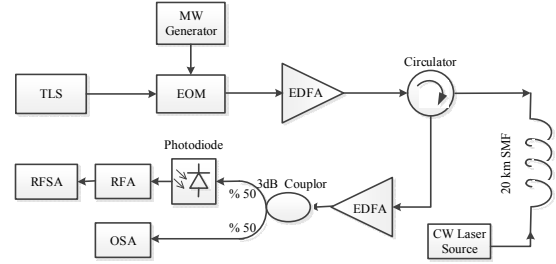 MW
Generator
TLS
EOM
EDFA
Circulator
20 km SMF
Photodiode
RFSA
RFA
% 50
3dB Couplor
EDFA
% 50
OSA
CW Laser
Source